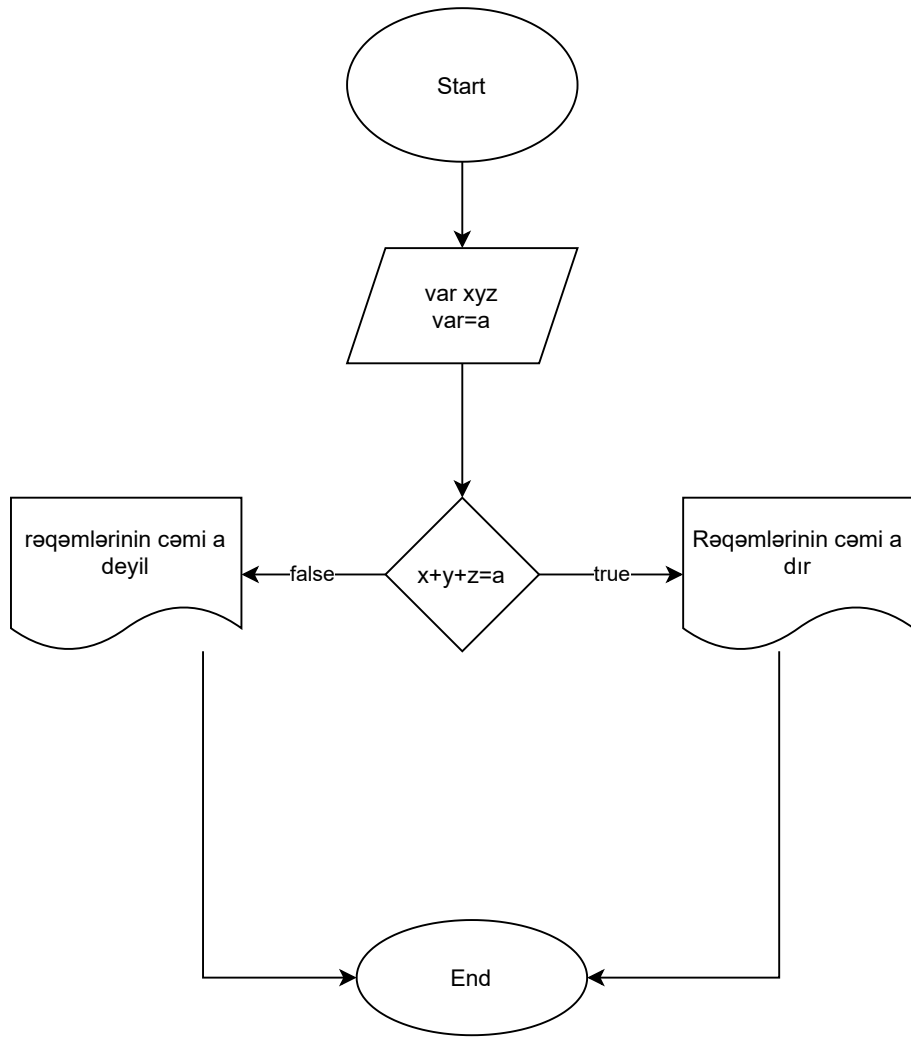 Start
var xyz
var=a
rəqəmlərinin cəmi a
deyil
false
x+y+z=a
true
Rəqəmlərinin cəmi a
dır
End